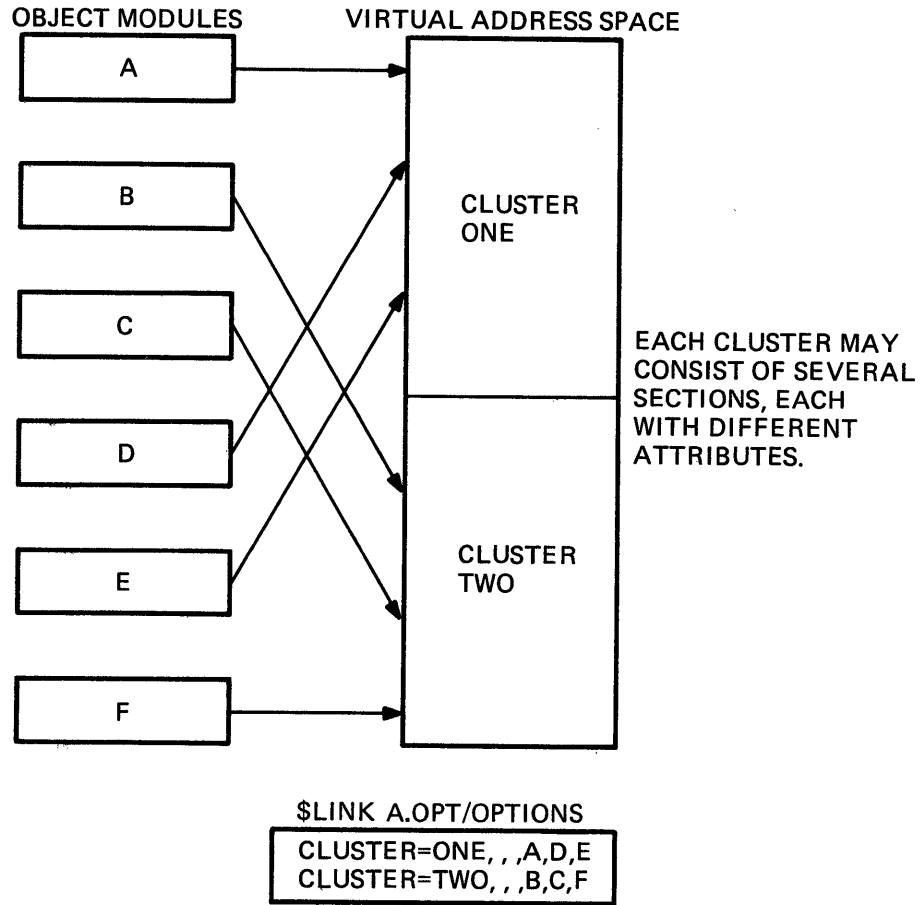 OBJECT MODULES
VIRTUAL ADDRESS SPACE
A
B
C
D
E
F
CLUSTER
ONE
CLUSTER
TWO
EACH CLUSTER MAY
CONSIST OF SEVERAL
SECTIONS, EACH
WITH DIFFERENT
ATTRIBUTES.
$LINK A.OPT/OPTIONS
CLUSTER=ONE, , ,A,D,E
CLUSTER=TWO, , ,B,C,F